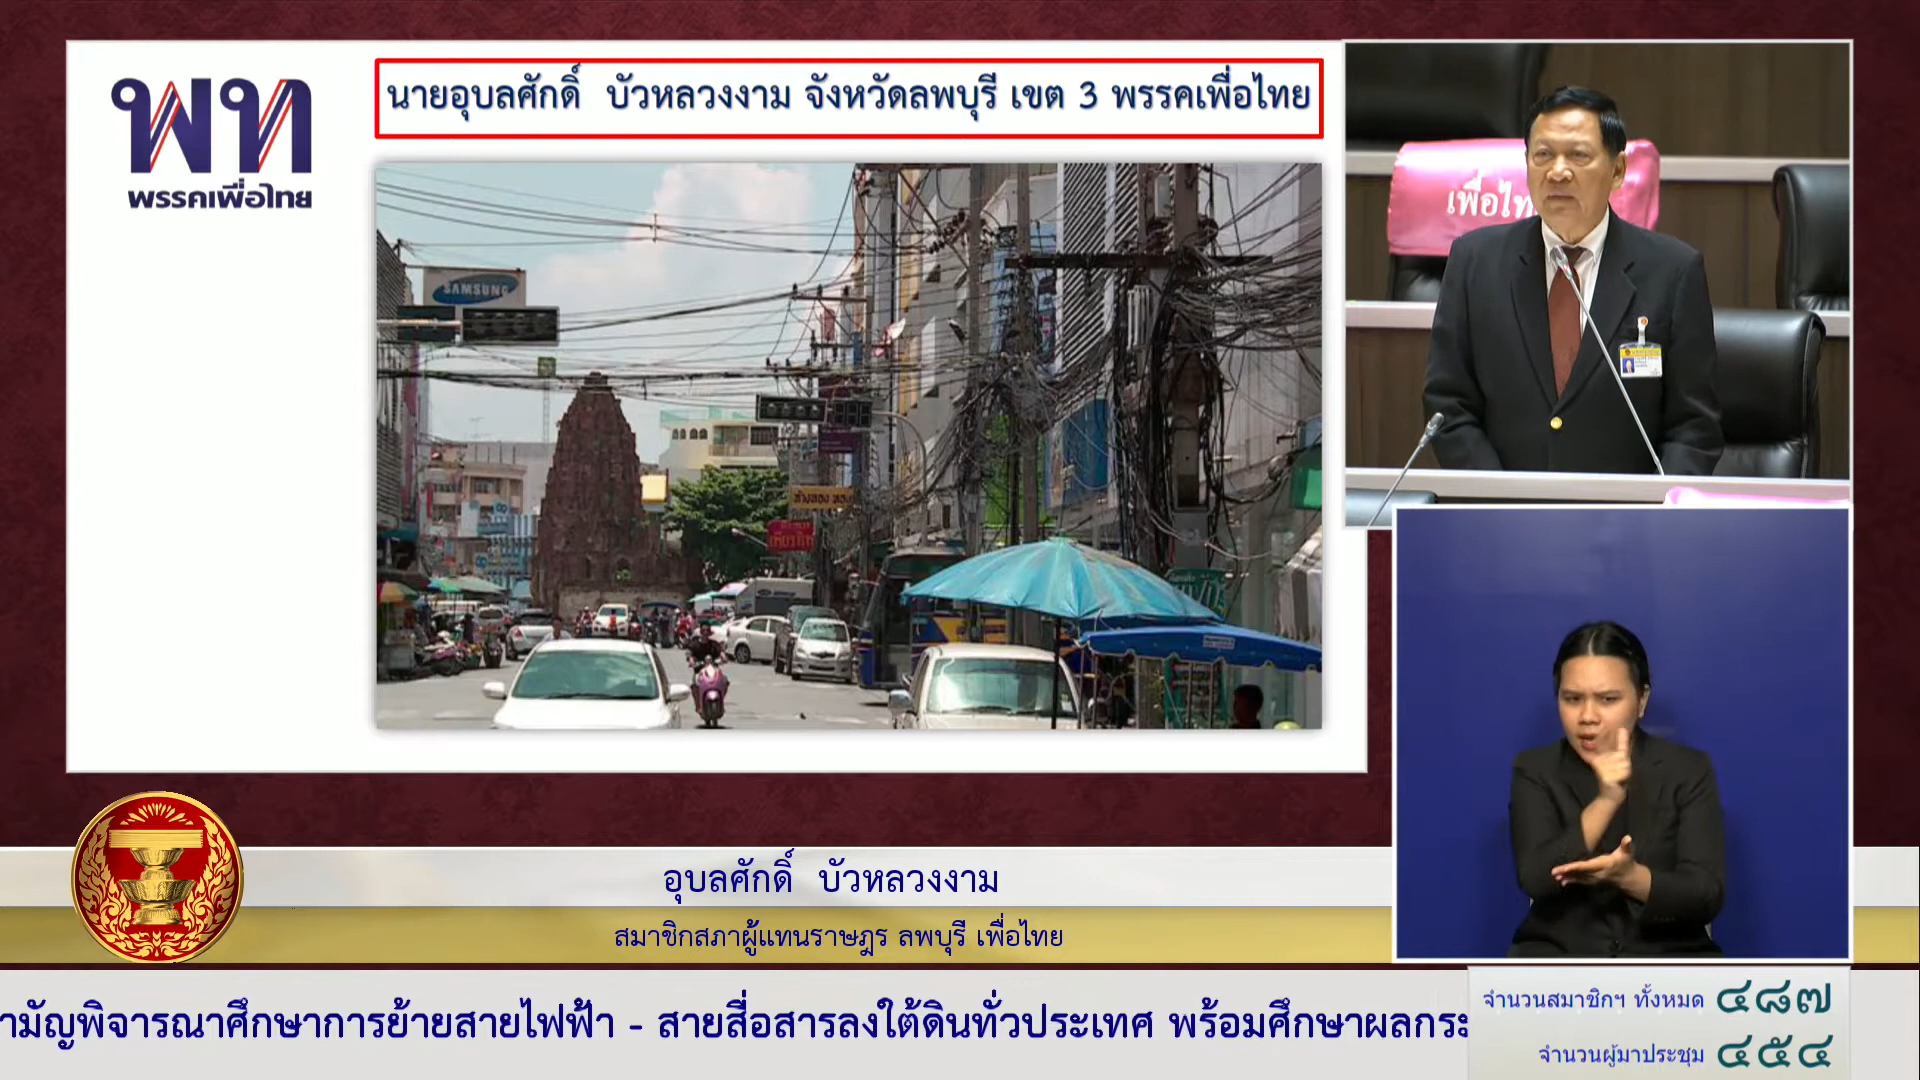 พท
พรรคเพื่อไทย
นายอุบลศักดิ์ บัวหลวงงาม จังหวัดลพบุรี เขต 3 พรรคเพื่อไทย
SAMSUNG
เพื่อไท
อุบลศักดิ์ บัวหลวงงาม
สมาชิกสภาผู้แทนราษฎร ลพบุรี เพื่อไทย
ามัญพิจารณาศึกษาการย้ายสายไฟฟ้า - สายสื่อสารลงใต้ดินทั่วประเทศ พร้อมศึกษาผลกระ
จำนวนสมาชิกฯ ทั้งหมด ๔๘๗
จำนวนผู้มาประชุม ๔๕๔